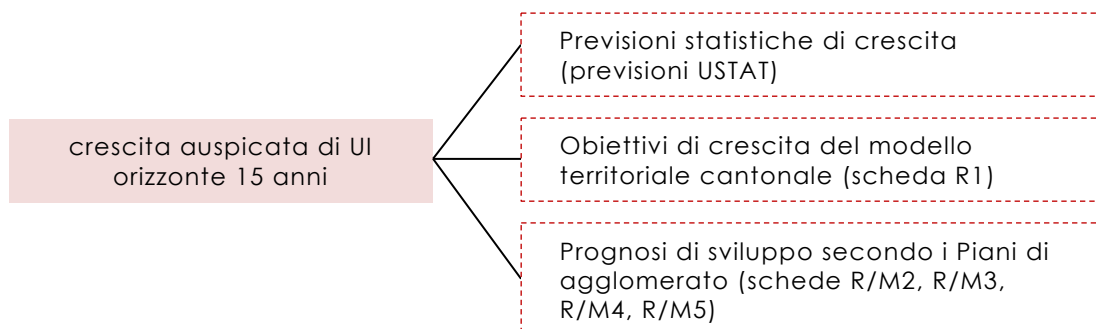 crescita auspicata di UI
orizzonte 15 anni
Previsioni statistiche di crescita
(previsioni USTAT)
Obiettivi di crescita del modello
territoriale cantonale (scheda R1)
Prognosi di sviluppo secondo i Piani di
agglomerato (schede R/M2, R/M3,
R/M4, R/M5)